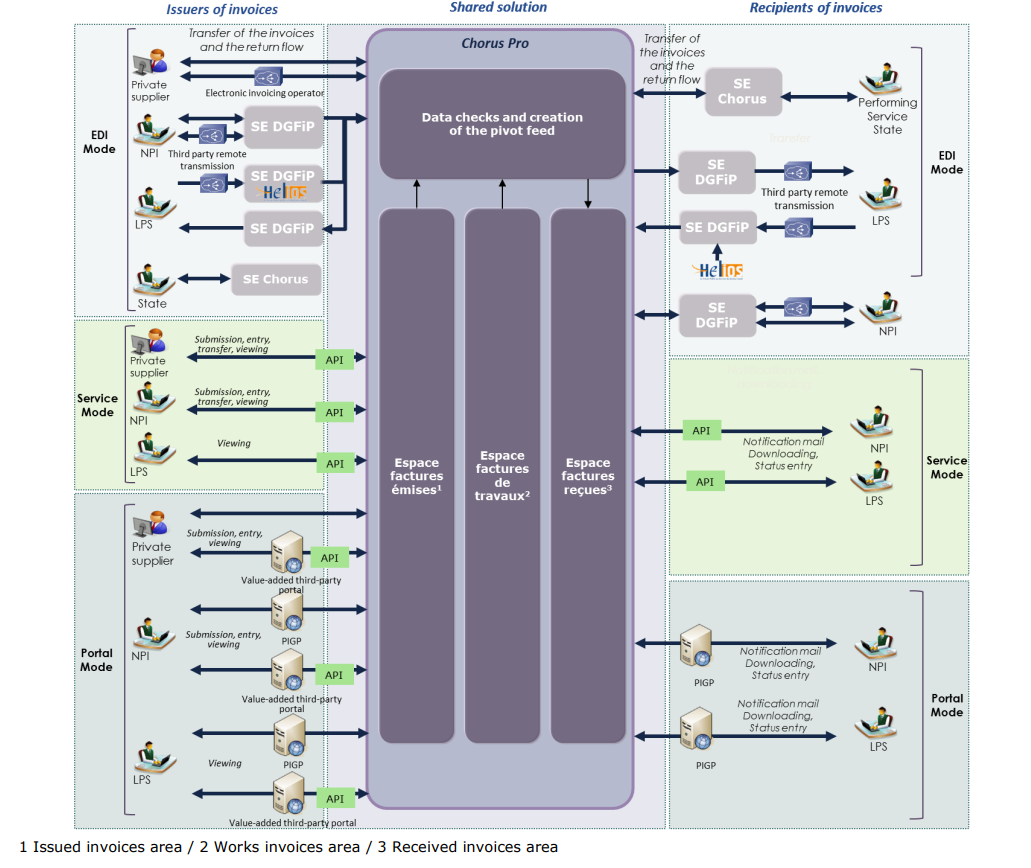 Issuers of invoices
Shared solution
Recipients of invoices
EDI
Mode
Transfer of the invoices
and the return flow
Private
supplier
Electronic invoicing operator
NPI
SE DGFiP
Third party remote
transmission
SE DGFiP
Helios
LPS
SE DGFiP
State
SE Chorus
Service
Mode
Private
supplier
Submission, entry,
transfer, viewing
API
NPI
Submission, entry,
transfer, viewing
API
LPS
Viewing
API
Portal
Mode
Private
supplier
Submission, entry,
viewing
API
Value-added third-party
portal
NPI
PIGP
Submission, entry,
viewing
API
Value-added third-party
portal
LPS
PIGP
Viewing
API
Value-added third-party portal
Chorus Pro
Data checks and creation
of the pivot feed
Espace
factures
émises¹
Espace
factures
de
travaux²
Espace
factures
reçues³
Transfer of
the invoices
and the
return flow
SE
Chorus
Performing
Service
State
EDI
Mode
SE
DGFiP
Third party remote
transmission
LPS
SE DGFiP
Helios
SE
DGFiP
NPI
API
Notification mail
Downloading,
Status entry
NPI
API
LPS
Service
Mode
PIGP
Notification mail
Downloading,
Status entry
NPI
PIGP
Notification mail
Downloading,
Status entry
LPS
Portal
Mode
1 Issued invoices area / 2 Works invoices area / 3 Received invoices area